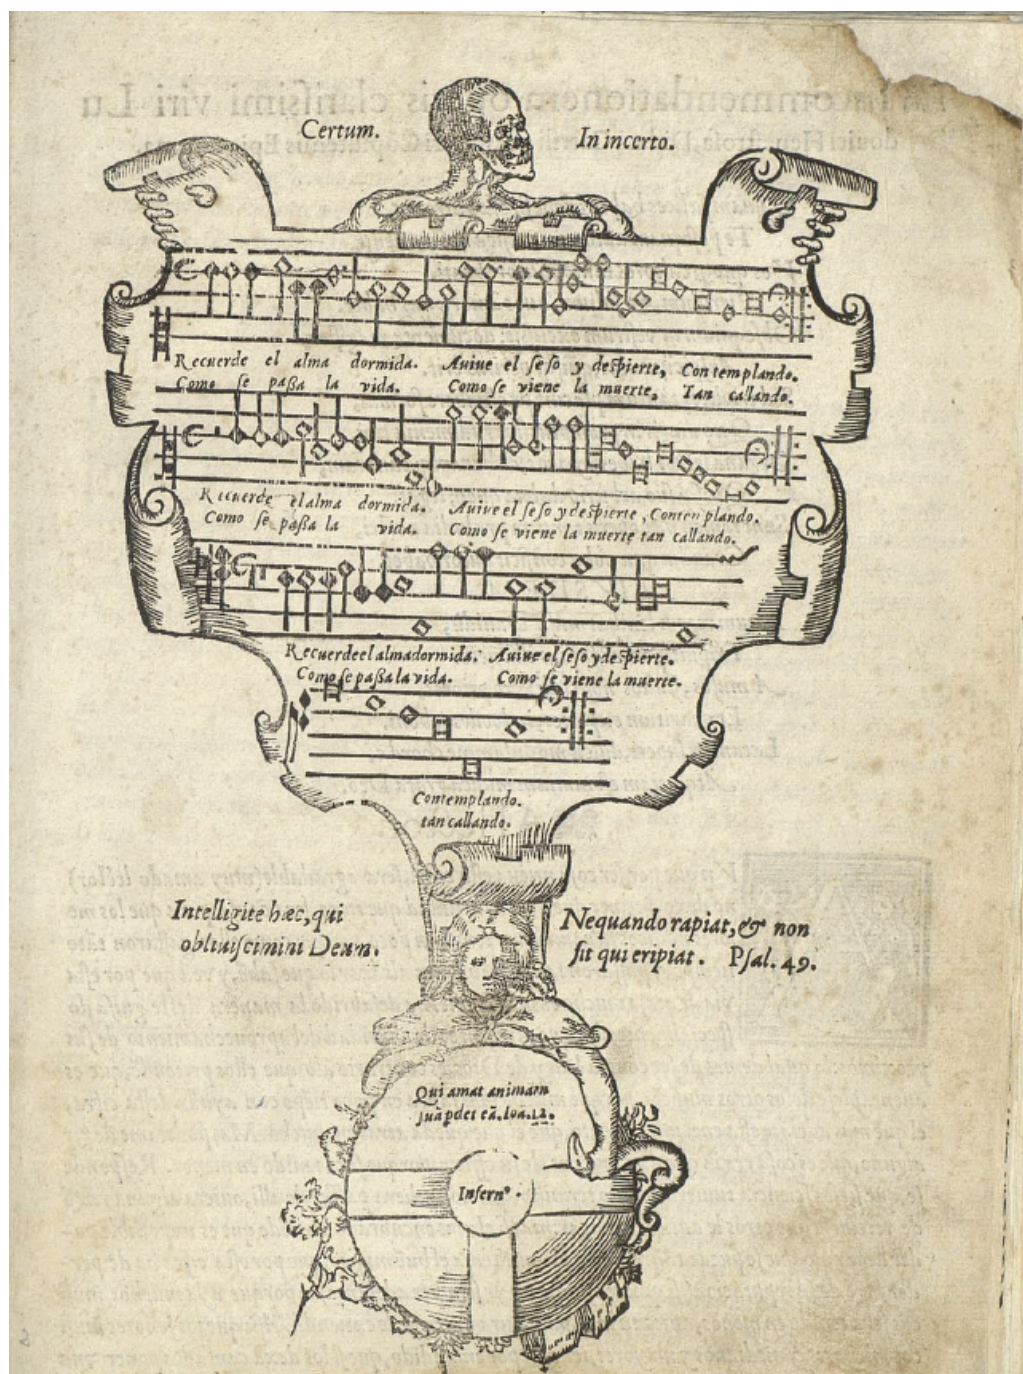 Certum.
In incerto.
Recuerde el alma dormida. Auiue el seso y despierte, Contemplando.
Como se paßa la vida. Como se viene la muerte, Tan callando.
Recuerde el alma dormida. Auiue el seso y despierte, Contemplando.
Como se paßa la vida. Como se viene la muerte tan callando.
Recuerde el alma dormida. Auiue el seso y despierte.
Como se paßa la vida. Como se viene la muerte.
Contemplando.
tan callando.
Intelligite hæc, qui
obliuiscimini Deum.
Nequando rapiat, & non
sit qui eripiat. Psal. 49.
Qui amat animam
suā pdet eā. Ioā. 12.
Infernꝰ.